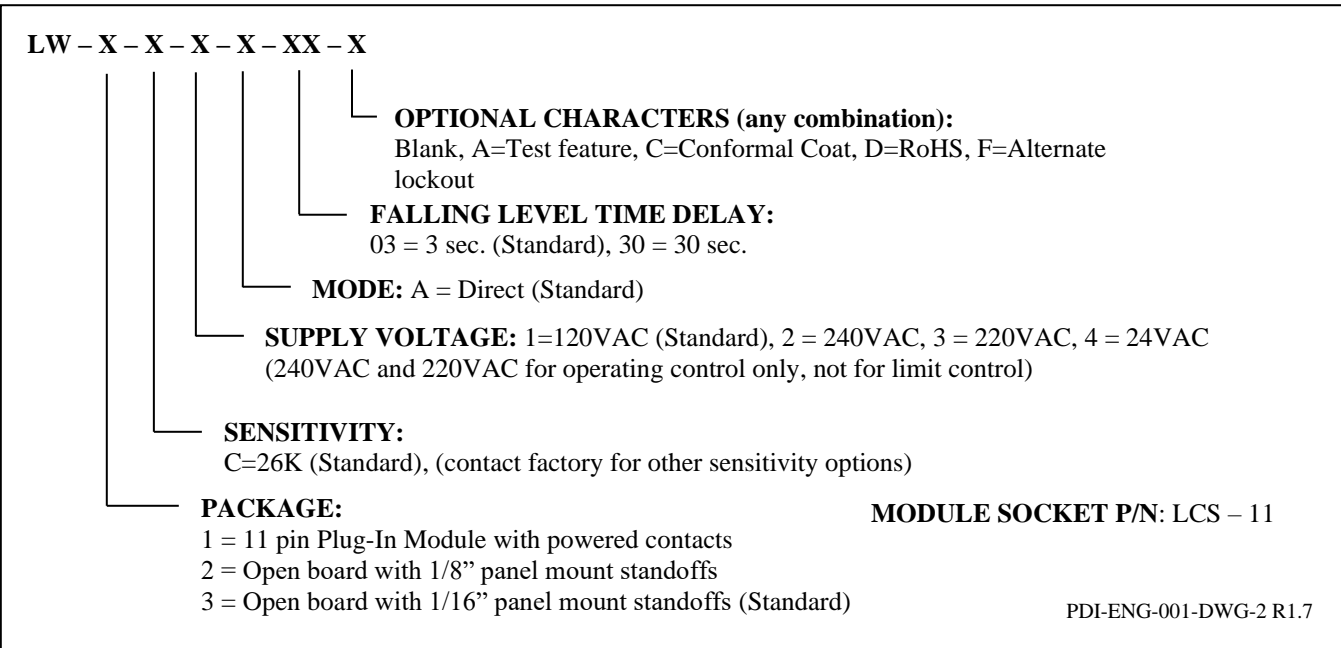 LW – X – X – X – X – XX – X
OPTIONAL CHARACTERS (any combination):
Blank, A=Test feature, C=Conformal Coat, D=RoHS, F=Alternate
lockout
FALLING LEVEL TIME DELAY:
03 = 3 sec. (Standard), 30 = 30 sec.
MODE: A = Direct (Standard)
SUPPLY VOLTAGE: 1=120VAC (Standard), 2 = 240VAC, 3 = 220VAC, 4 = 24VAC
(240VAC and 220VAC for operating control only, not for limit control)
SENSITIVITY:
C=26K (Standard), (contact factory for other sensitivity options)
PACKAGE:
1 = 11 pin Plug-In Module with powered contacts
2 = Open board with 1/8” panel mount standoffs
3 = Open board with 1/16” panel mount standoffs (Standard)
MODULE SOCKET P/N: LCS – 11
PDI-ENG-001-DWG-2 R1.7